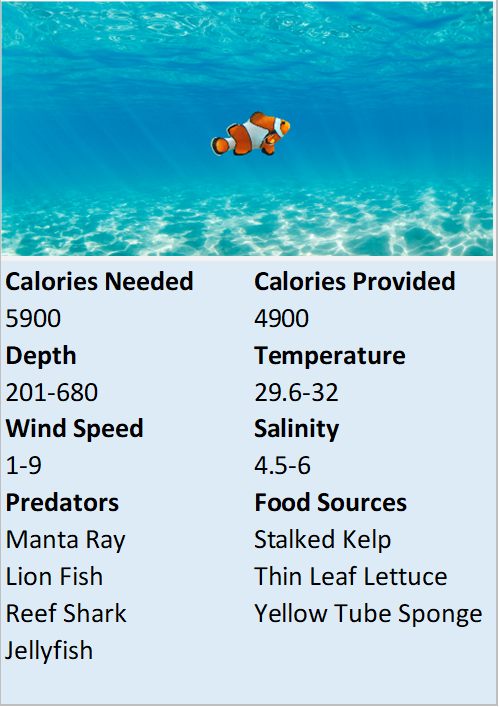 Calories Needed
Calories Provided
5900
4900
Depth
Temperature
201-680
29.6-32
Wind Speed
Salinity
1-9
4.5-6
Predators
Food Sources
Manta Ray
Stalked Kelp
Lion Fish
Thin Leaf Lettuce
Reef Shark
Yellow Tube Sponge
Jellyfish